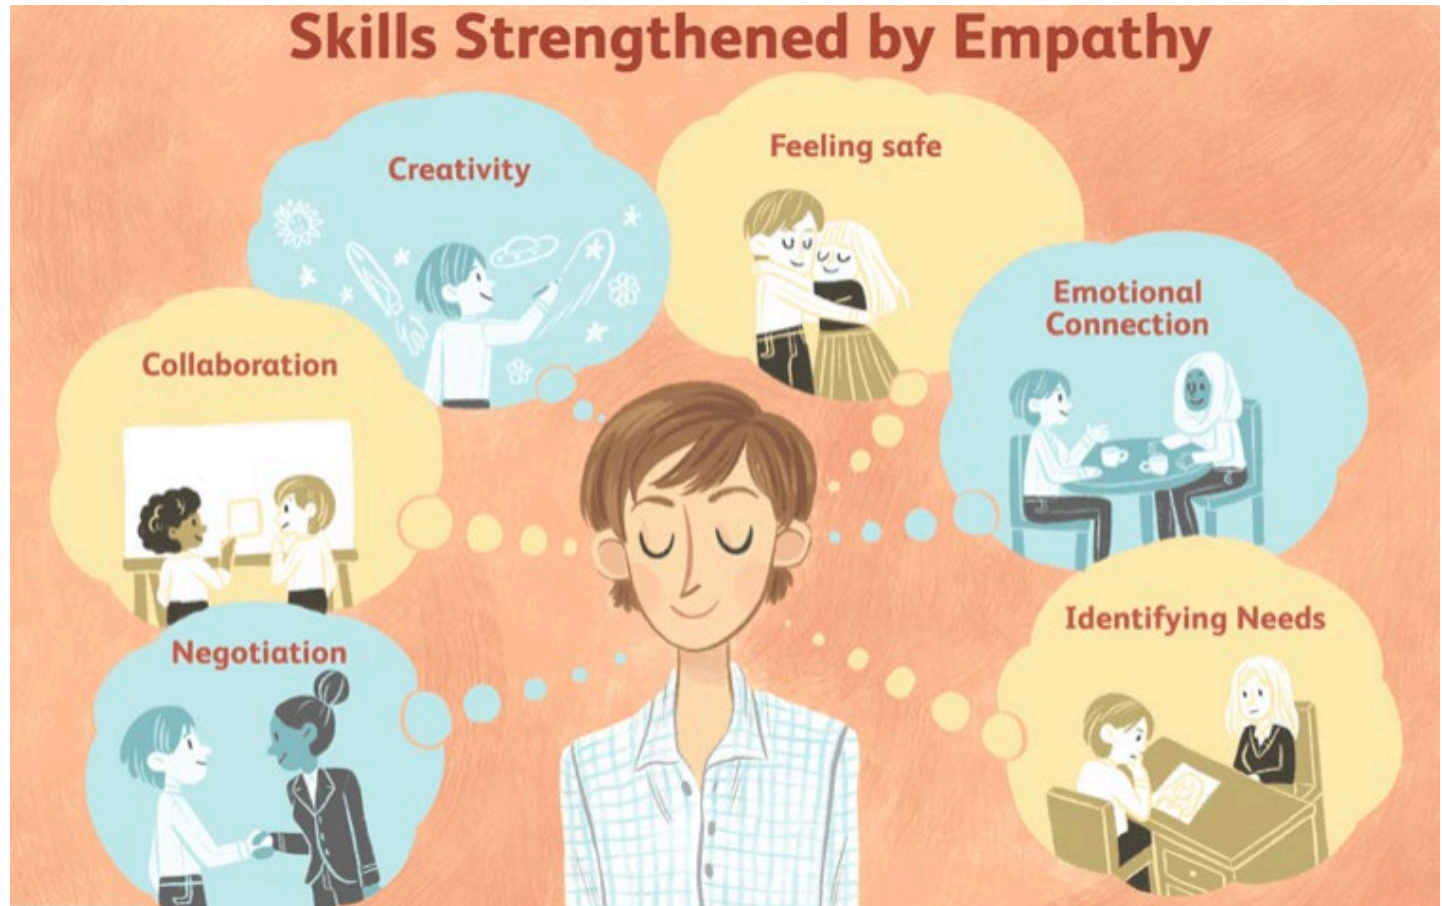 Skills Strengthened by Empathy
Creativity
Feeling safe
Emotional
Connection
Collaboration
Identifying Needs
Negotiation